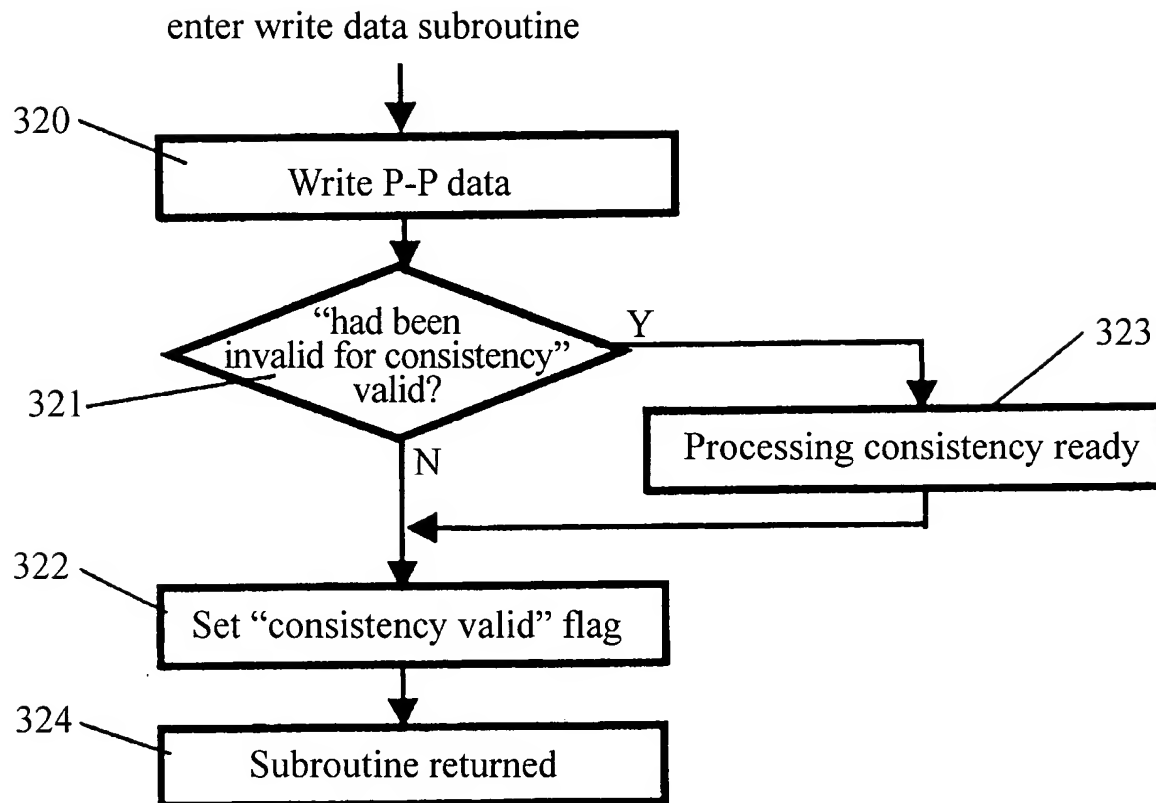 enter write data subroutine
320
Write P-P data
“had been
invalid for consistency”
valid?
Y
323
321
Processing consistency ready
N
322
Set “consistency valid” flag
324
Subroutine returned